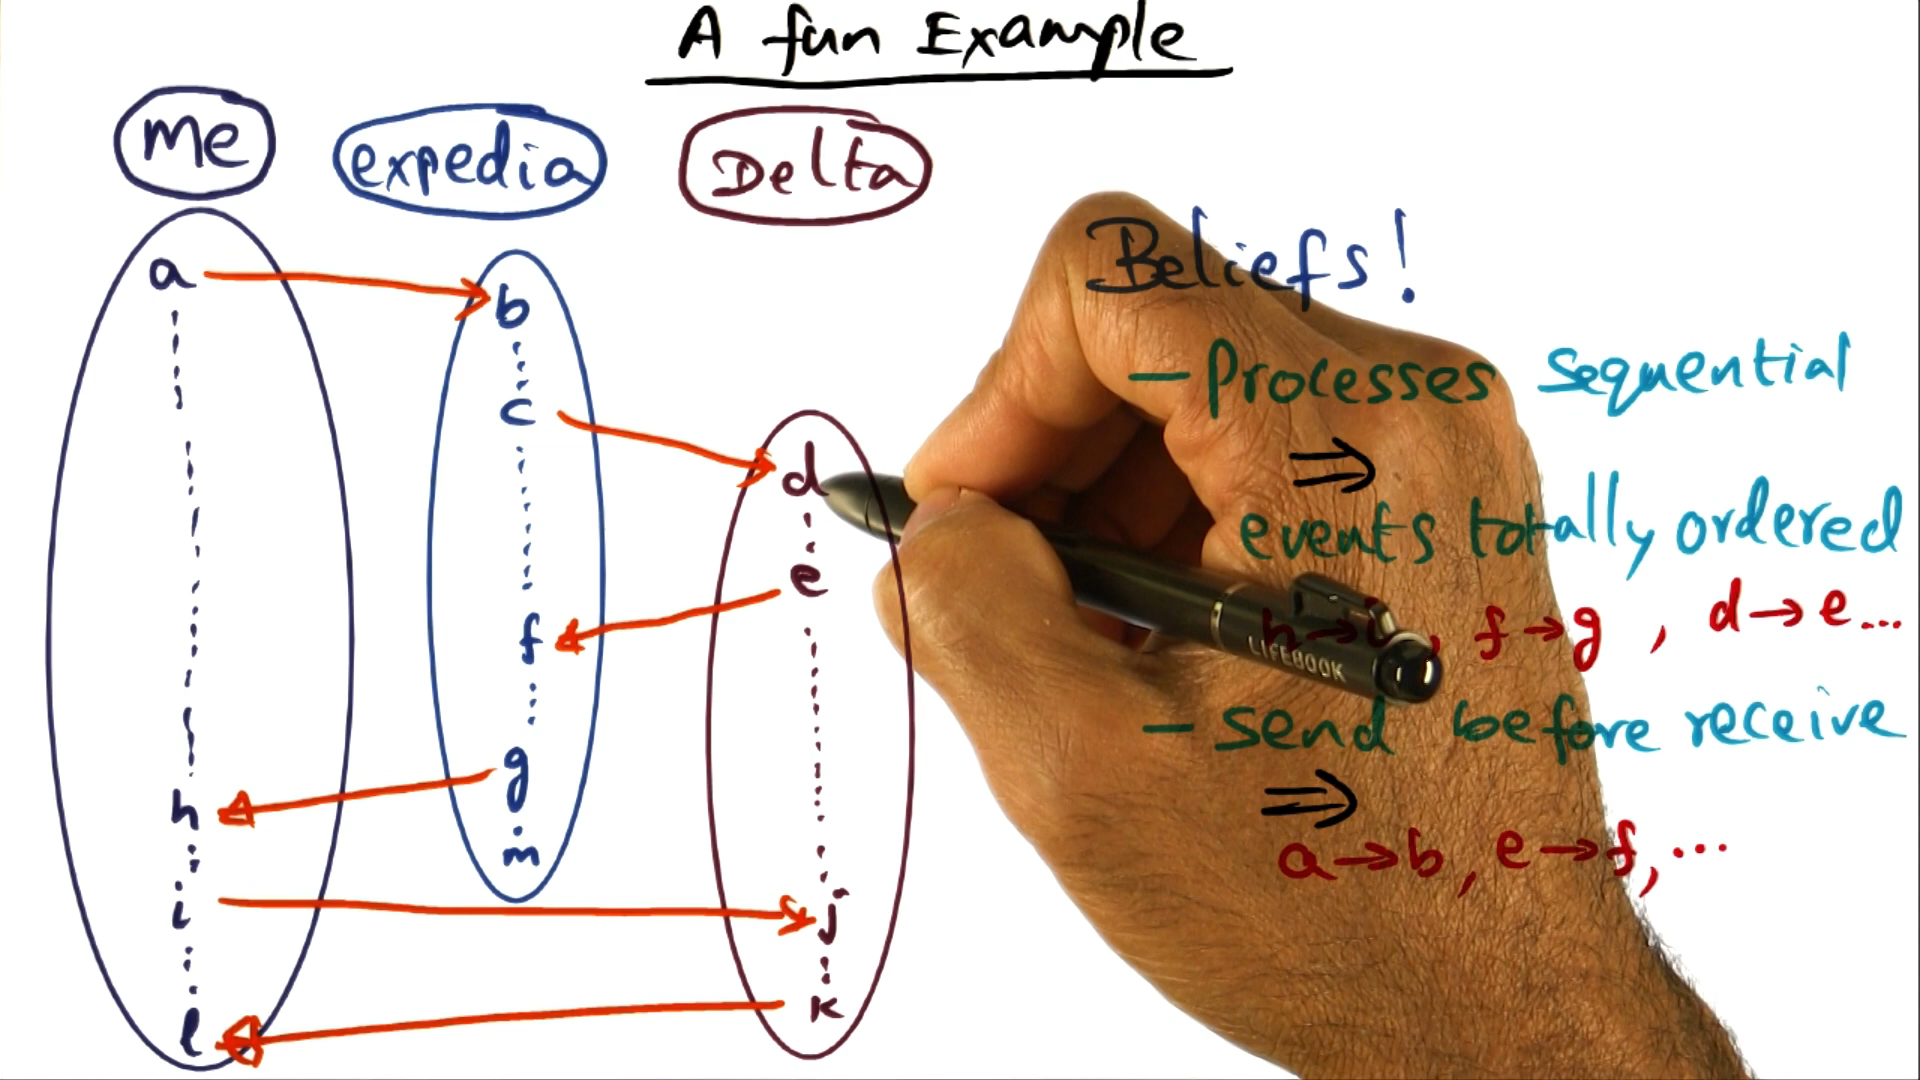 A fun Example
me expedia Delta
Beliefs!
- Processes sequential
⇒
events totally ordered
h→i, f→g, d→e...
- send before receive
⇒
a→b, e→f, ...
a
b
c
d
e
f
g
h
m
i
j
k
l
LIFEBOOK